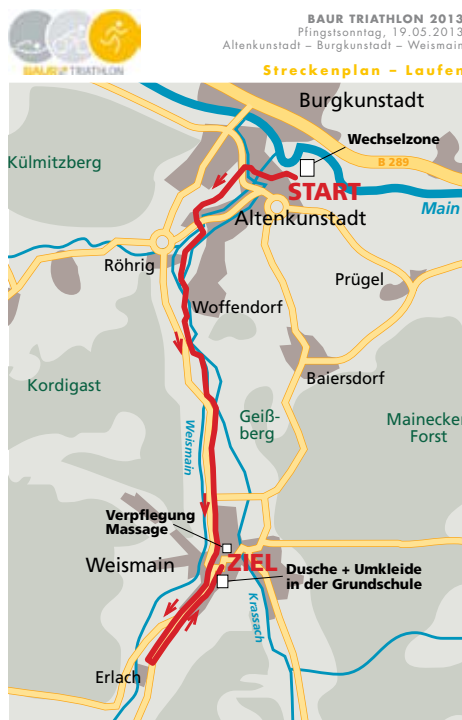 BAUR TRIATHLON
BAUR TRIATHLON 2013
Pfingstsonntag, 19.05.2013
Altenkunstadt – Burgkunstadt – Weismain
Streckenplan – Laufen
Burgkunstadt
Wechselzone
Külmitzberg
B 289
START
Main
Altenkunstadt
Röhrig
Prügel
Woffendorf
Baiersdorf
Kordigast
Geiß-
berg
Mainecker
Forst
Weismain
Verpflegung
Massage
Weismain
ZIEL
Dusche + Umkleide
in der Grundschule
Krassach
Erlach